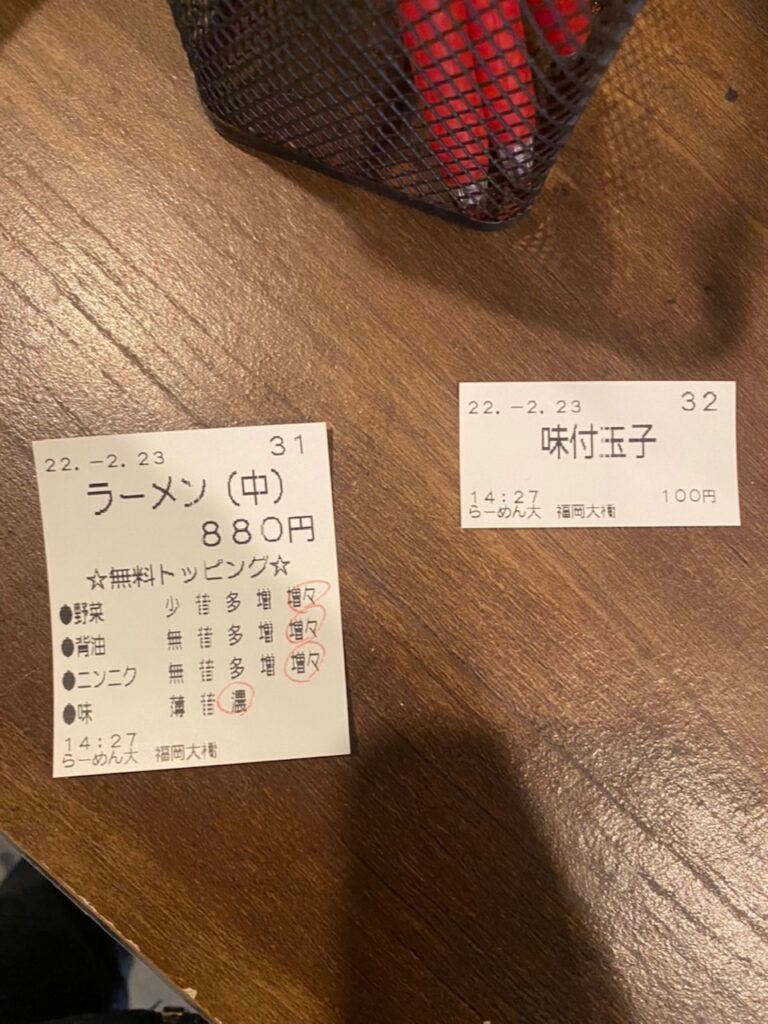 22.-2.23 31
ラーメン(中)
880円
☆無料トッピング☆
●野菜 少 普 多 増 増々
●背油 無 普 多 増 増々
●ニンニク 無 普 多 増 増々
●味 薄 普 濃
14:27
らーめん大 福岡大橋
22.-2.23 32
味付玉子
14:27 100円
らーめん大 福岡大橋